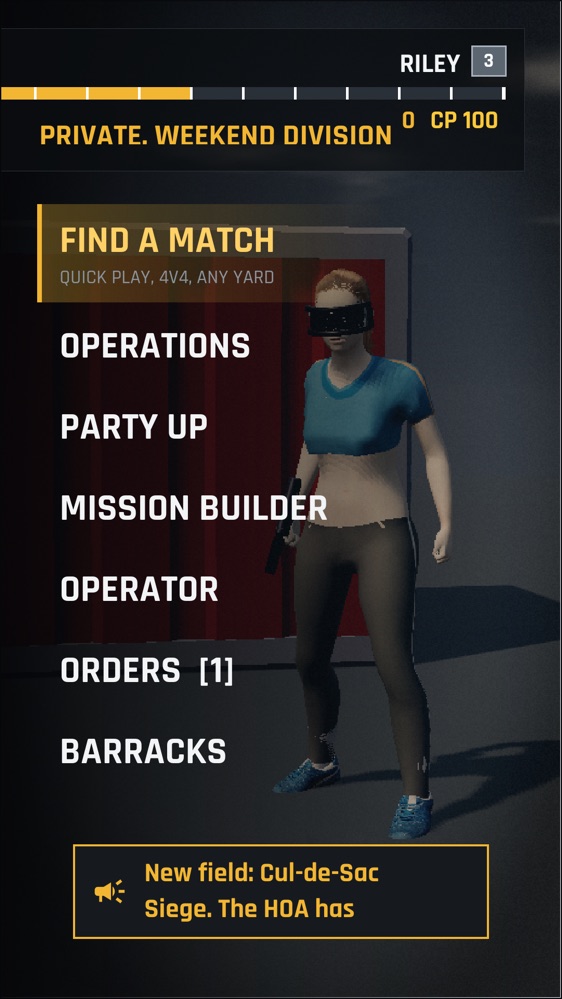 RILEY 3
PRIVATE. WEEKEND DIVISION 0 CP 100
FIND A MATCH
QUICK PLAY, 4V4, ANY YARD
OPERATIONS
PARTY UP
MISSION BUILDER
OPERATOR
ORDERS [1]
BARRACKS
New field: Cul-de-Sac
Siege. The HOA has